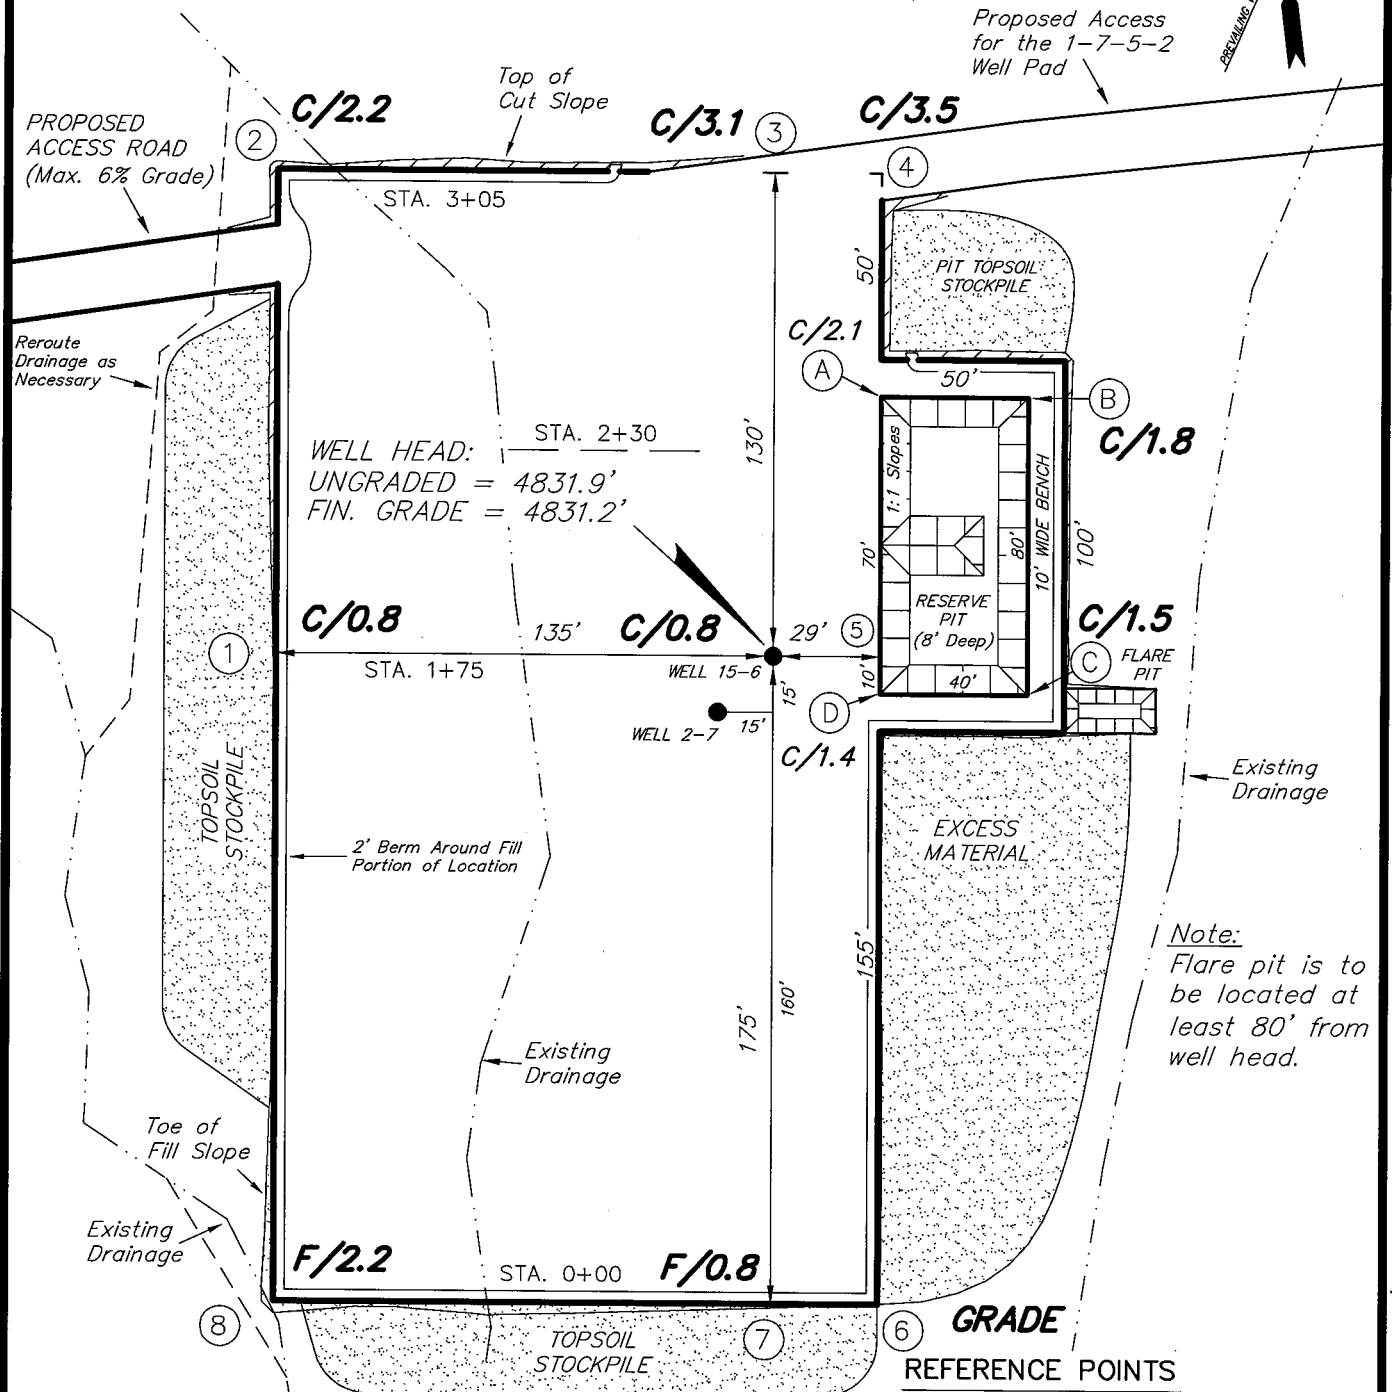 Proposed Access
for the 1-7-5-2
Well Pad
PREVAILING
Top of
Cut Slope
C/2.2
C/3.1
C/3.5
PROPOSED
ACCESS ROAD
(Max. 6% Grade)
2
3
4
STA. 3+05
50'
PIT TOPSOIL
STOCKPILE
C/2.1
Reroute
Drainage as
Necessary
A
50'
B
130'
STA. 2+30
WELL HEAD:
UNGRADED = 4831.9'
FIN. GRADE = 4831.2'
1:1 Slopes
C/1.8
10' WIDE BENCH
100'
70'
80'
RESERVE
PIT
(8' Deep)
C/0.8
135'
C/0.8
29'
5
C/1.5
1
STA. 1+75
WELL 15-6
10'
40'
C
FLARE
PIT
15'
15'
WELL 2-7
D
C/1.4
TOPSOIL
STOCKPILE
Existing
Drainage
EXCESS
MATERIAL
2' Berm Around Fill
Portion of Location
155'
Note:
Flare pit is to
be located at
least 80' from
well head.
175'
160'
Existing
Drainage
Toe of
Fill Slope
Existing
Drainage
F/2.2
STA. 0+00
F/0.8
8
7
6
GRADE
TOPSOIL
STOCKPILE
REFERENCE POINTS